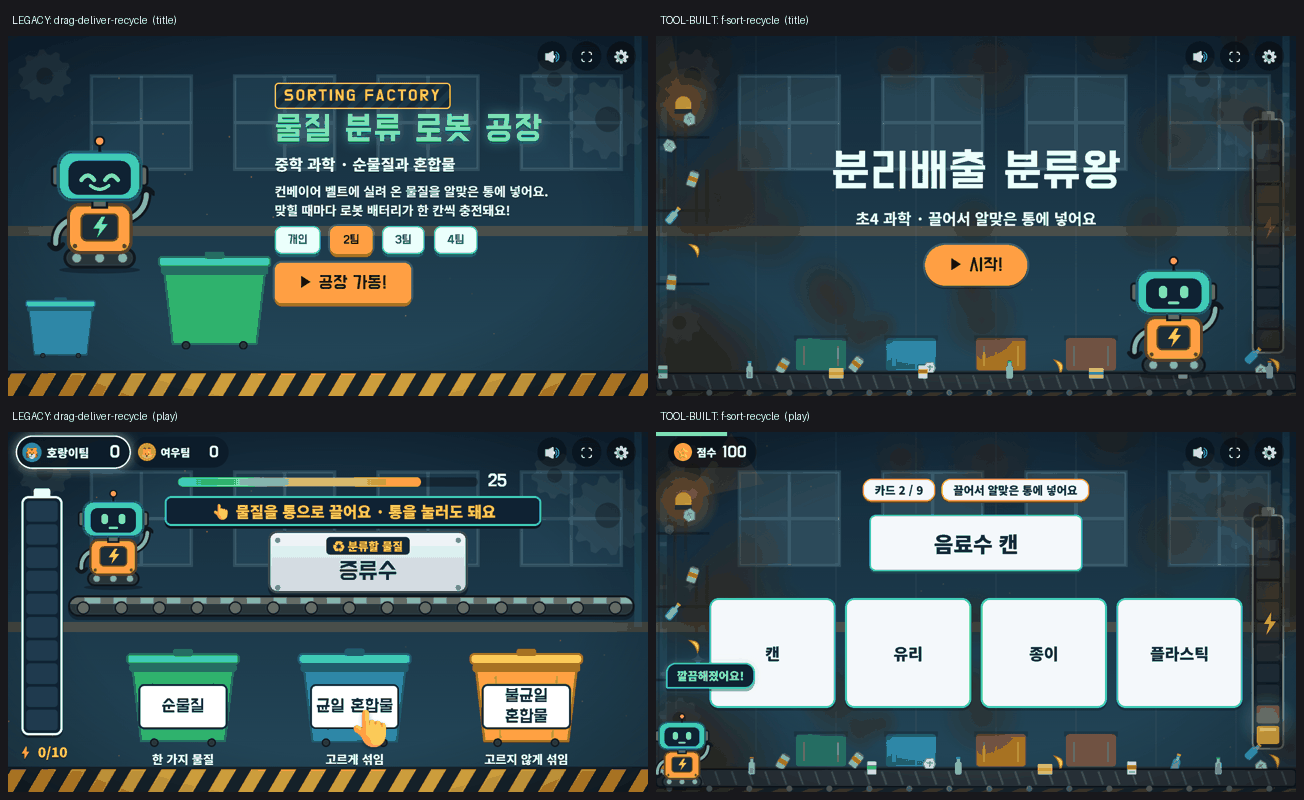 LEGACY: drag-deliver-recycle (title)
SORTING FACTORY
물질 분류 로봇 공장
중학 과학 · 순물질과 혼합물
컨베이어 벨트에 실려 온 물질을 알맞은 통에 넣어요.
맞힐 때마다 로봇 배터리가 한 칸씩 충전돼요!
개인
2팀
3팀
4팀
▶ 공장 가동!
TOOL-BUILT: f-sort-recycle (title)
분리배출 분류왕
초4 과학 · 끌어서 알맞은 통에 넣어요
▶ 시작!
LEGACY: drag-deliver-recycle (play)
호랑이팀 0
여우팀 0
25
물질을 통으로 끌어요 · 통을 눌러도 돼요
분류할 물질
증류수
순물질
균일 혼합물
불균일
혼합물
0/10
한 가지 물질
고르게 섞임
고르지 않게 섞임
TOOL-BUILT: f-sort-recycle (play)
점수 100
카드 2 / 9
끌어서 알맞은 통에 넣어요
음료수 캔
캔
유리
종이
플라스틱
깔끔해졌어요!